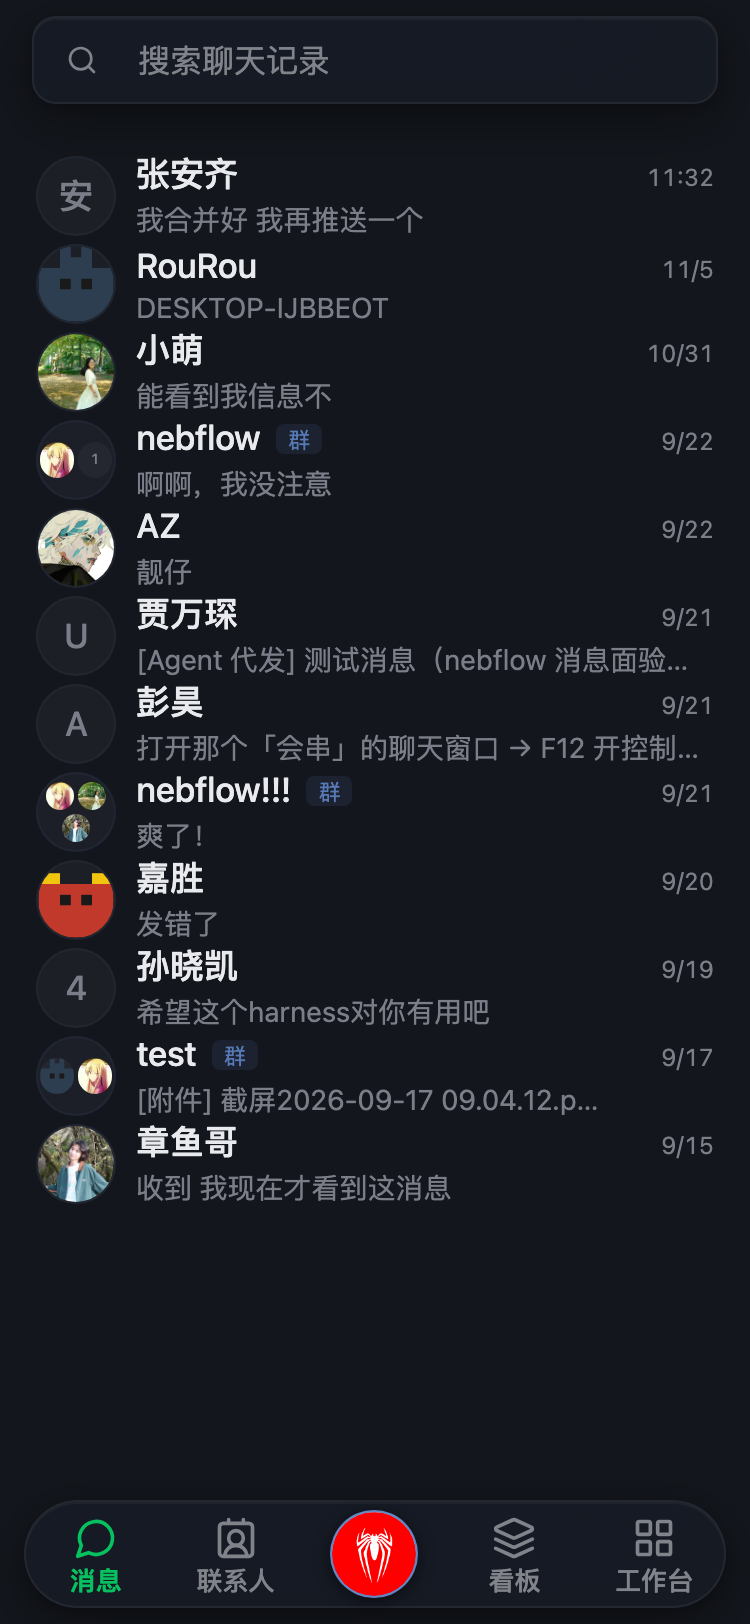 搜索聊天记录
安
张安齐
11:32
我合并好 我再推送一个
RouRou
11/5
DESKTOP-IJBBEOT
小萌
10/31
能看到我信息不
nebflow 群
9/22
1
啊啊，我没注意
AZ
9/22
靓仔
U
贾万琛
9/21
[Agent 代发] 测试消息（nebflow 消息面验...
A
彭昊
9/21
打开那个「会串」的聊天窗口 → F12 开控制...
nebflow!!! 群
9/21
爽了！
嘉胜
9/20
发错了
4
孙晓凯
9/19
希望这个harness对你有用吧
test 群
9/17
[附件] 截屏2026-09-17 09.04.12.p...
章鱼哥
9/15
收到 我现在才看到这消息
消息
联系人
看板
工作台